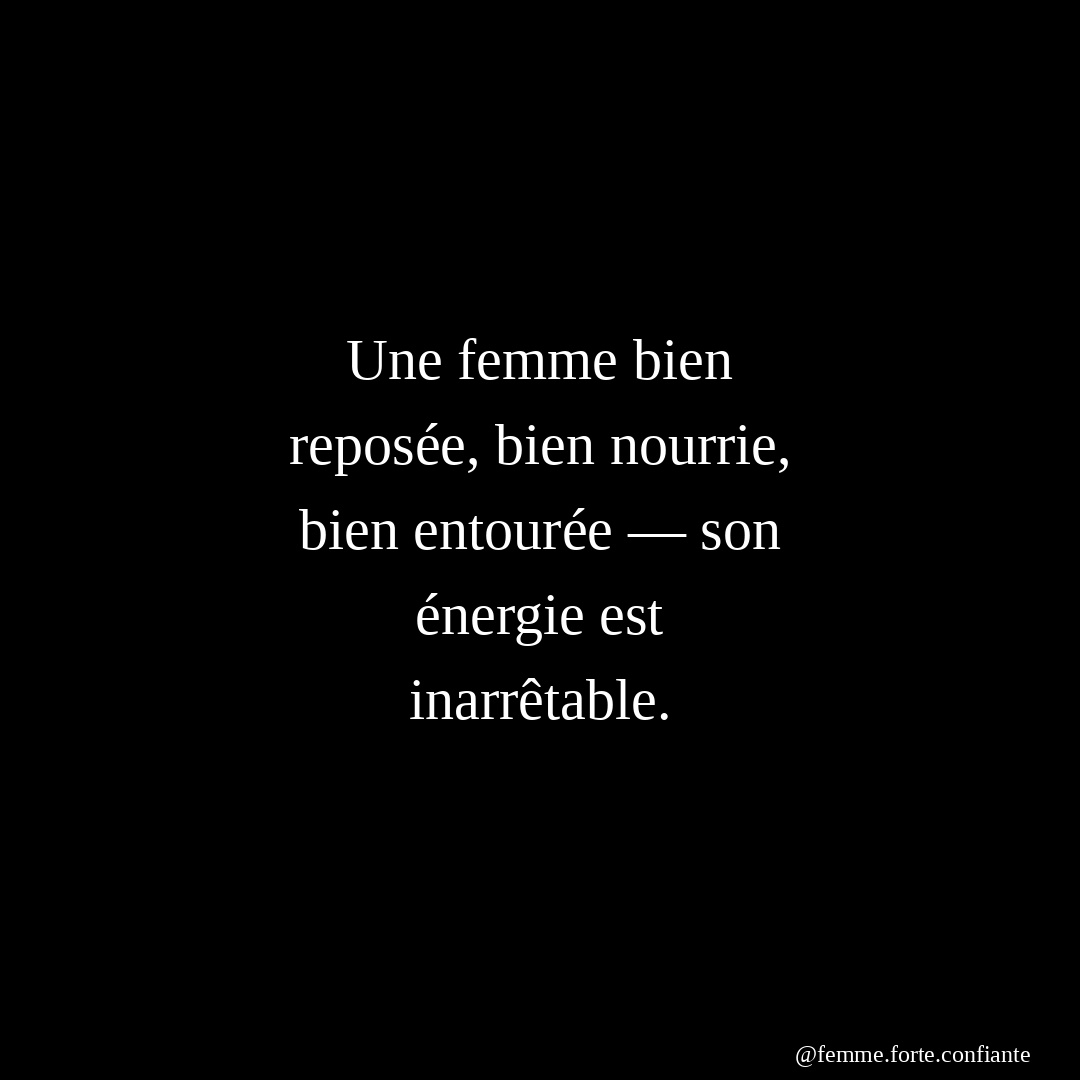 Une femme bien
reposée, bien nourrie,
bien entourée — son
énergie est
inarrêtable.
@femme.forte.confiante